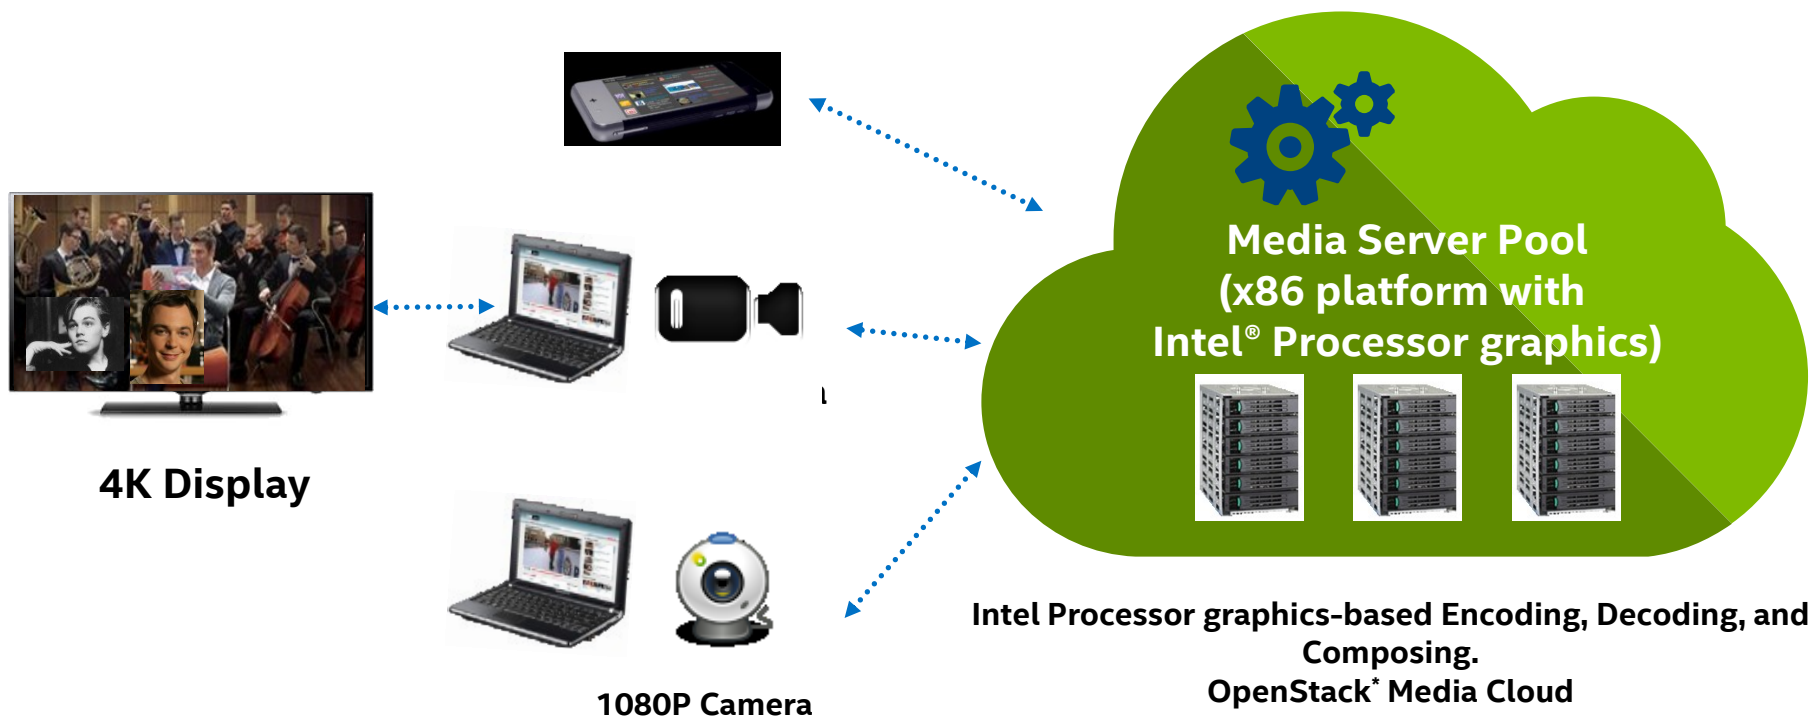 Media Server Pool
(x86 platform with
Intel® Processor graphics)
4K Display
1080P Camera
Intel Processor graphics-based Encoding, Decoding, and
Composing.
OpenStack* Media Cloud